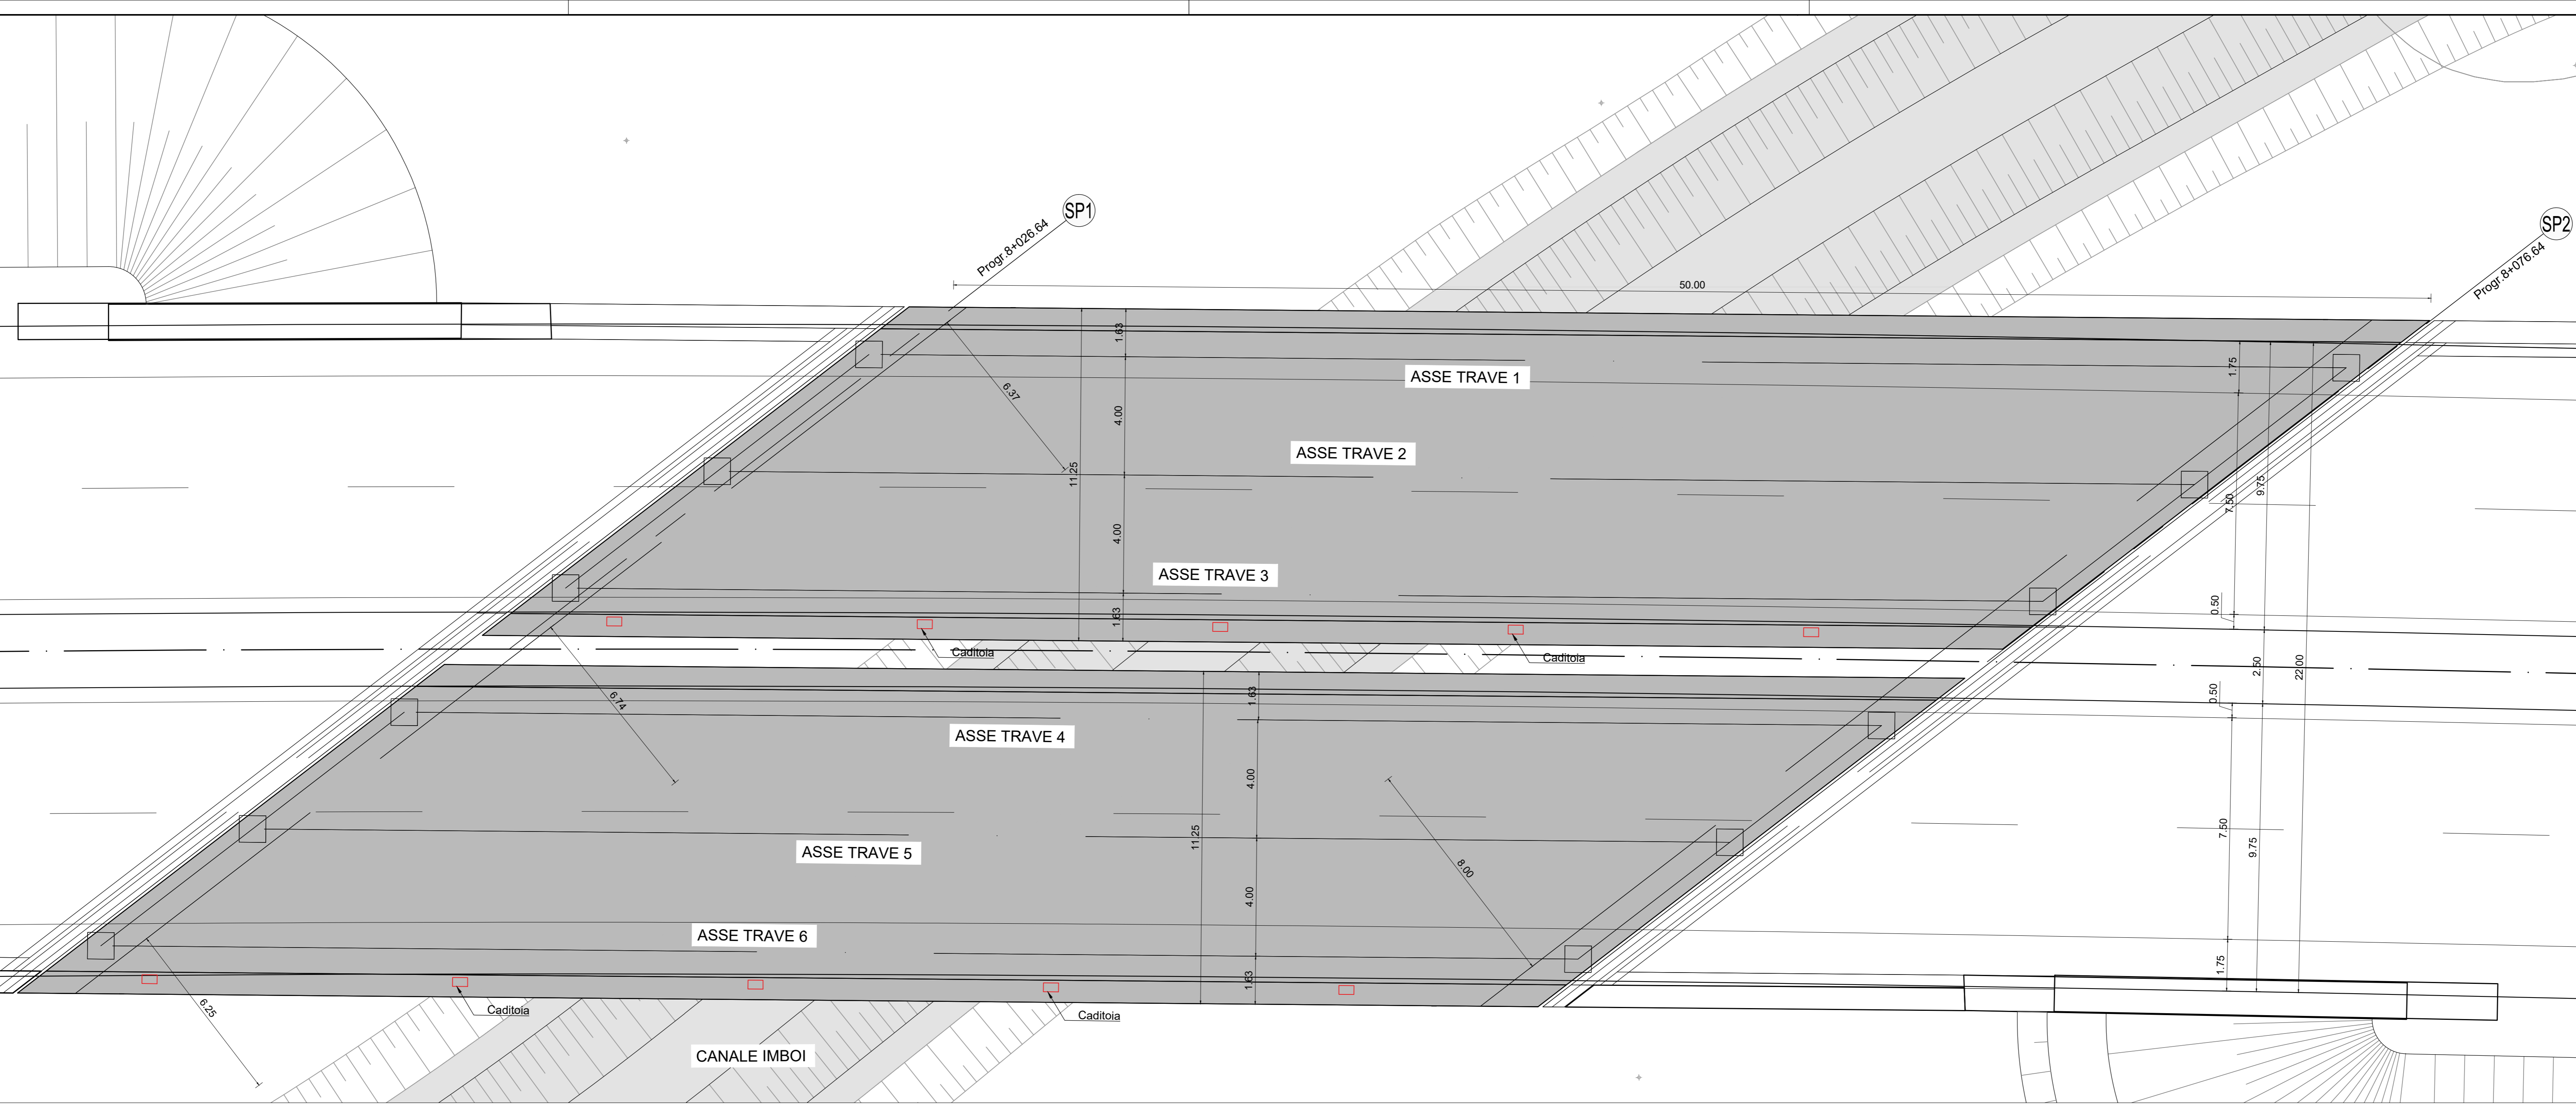 SP1
SP2
Progr.8+026.64
Progr.8+076.64
50.00
1.63
1.75
ASSE TRAVE 1
6.37
4.00
ASSE TRAVE 2
11.25
9.75
7.50
4.00
ASSE TRAVE 3
0.50
1.63
Caditoia
Caditoia
2.50
22.00
6.74
1.63
0.50
ASSE TRAVE 4
4.00
7.50
11.25
9.75
ASSE TRAVE 5
8.00
4.00
ASSE TRAVE 6
1.75
1.63
6.25
Caditoia
Caditoia
CANALE IMBOI